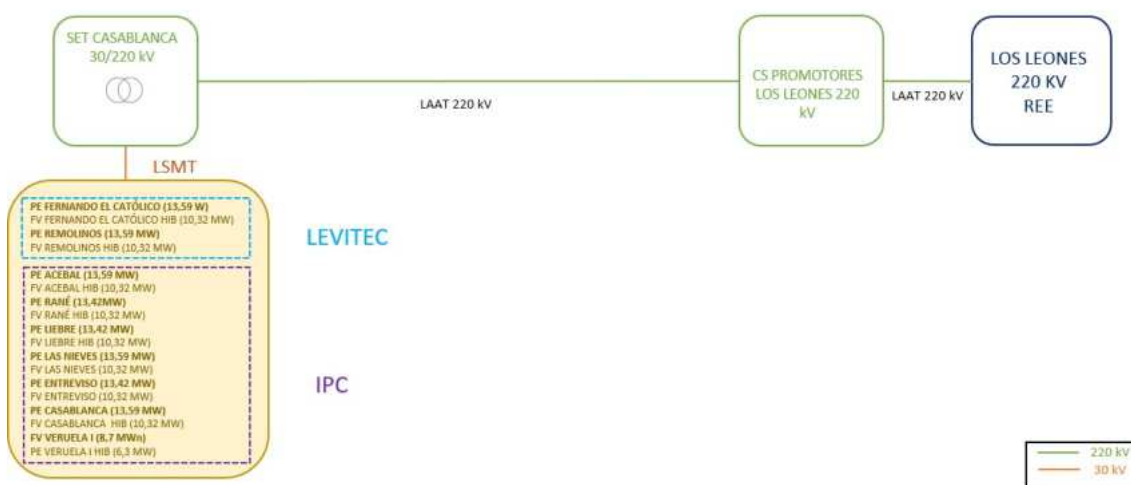 SET CASABLANCA
30/220 kV
LAAT 220 kV
CS PROMOTORES
LOS LEONES 220
kV
LAAT 220 kV
LOS LEONES
220 KV
REE
LSMT
PE FERNANDO EL CATÓLICO (13,59 W)
FV FERNANDO EL CATÓLICO HIB (10,32 MW)
PE REMOLINOS (13,59 MW)
FV REMOLINOS HIB (10,32 MW)
LEVITEC
PE ACEBAL (13,59 MW)
FV ACEBAL HIB (10,32 MW)
PE RANÉ (13,42MW)
FV RANÉ HIB (10,32 MW)
PE LIEBRE (13,42 MW)
FV LIEBRE HIB (10,32 MW)
PE LAS NIEVES (13,59 MW)
FV LAS NIEVES (10,32 MW)
PE ENTREVISO (13,42 MW)
FV ENTREVISO (10,32 MW)
PE CASABLANCA (13,59 MW)
FV CASABLANCA HIB (10,32 MW)
FV VERUELA I (8,7 MWn)
PE VERUELA I HIB (6,3 MW)
IPC
220 kV
30 kV